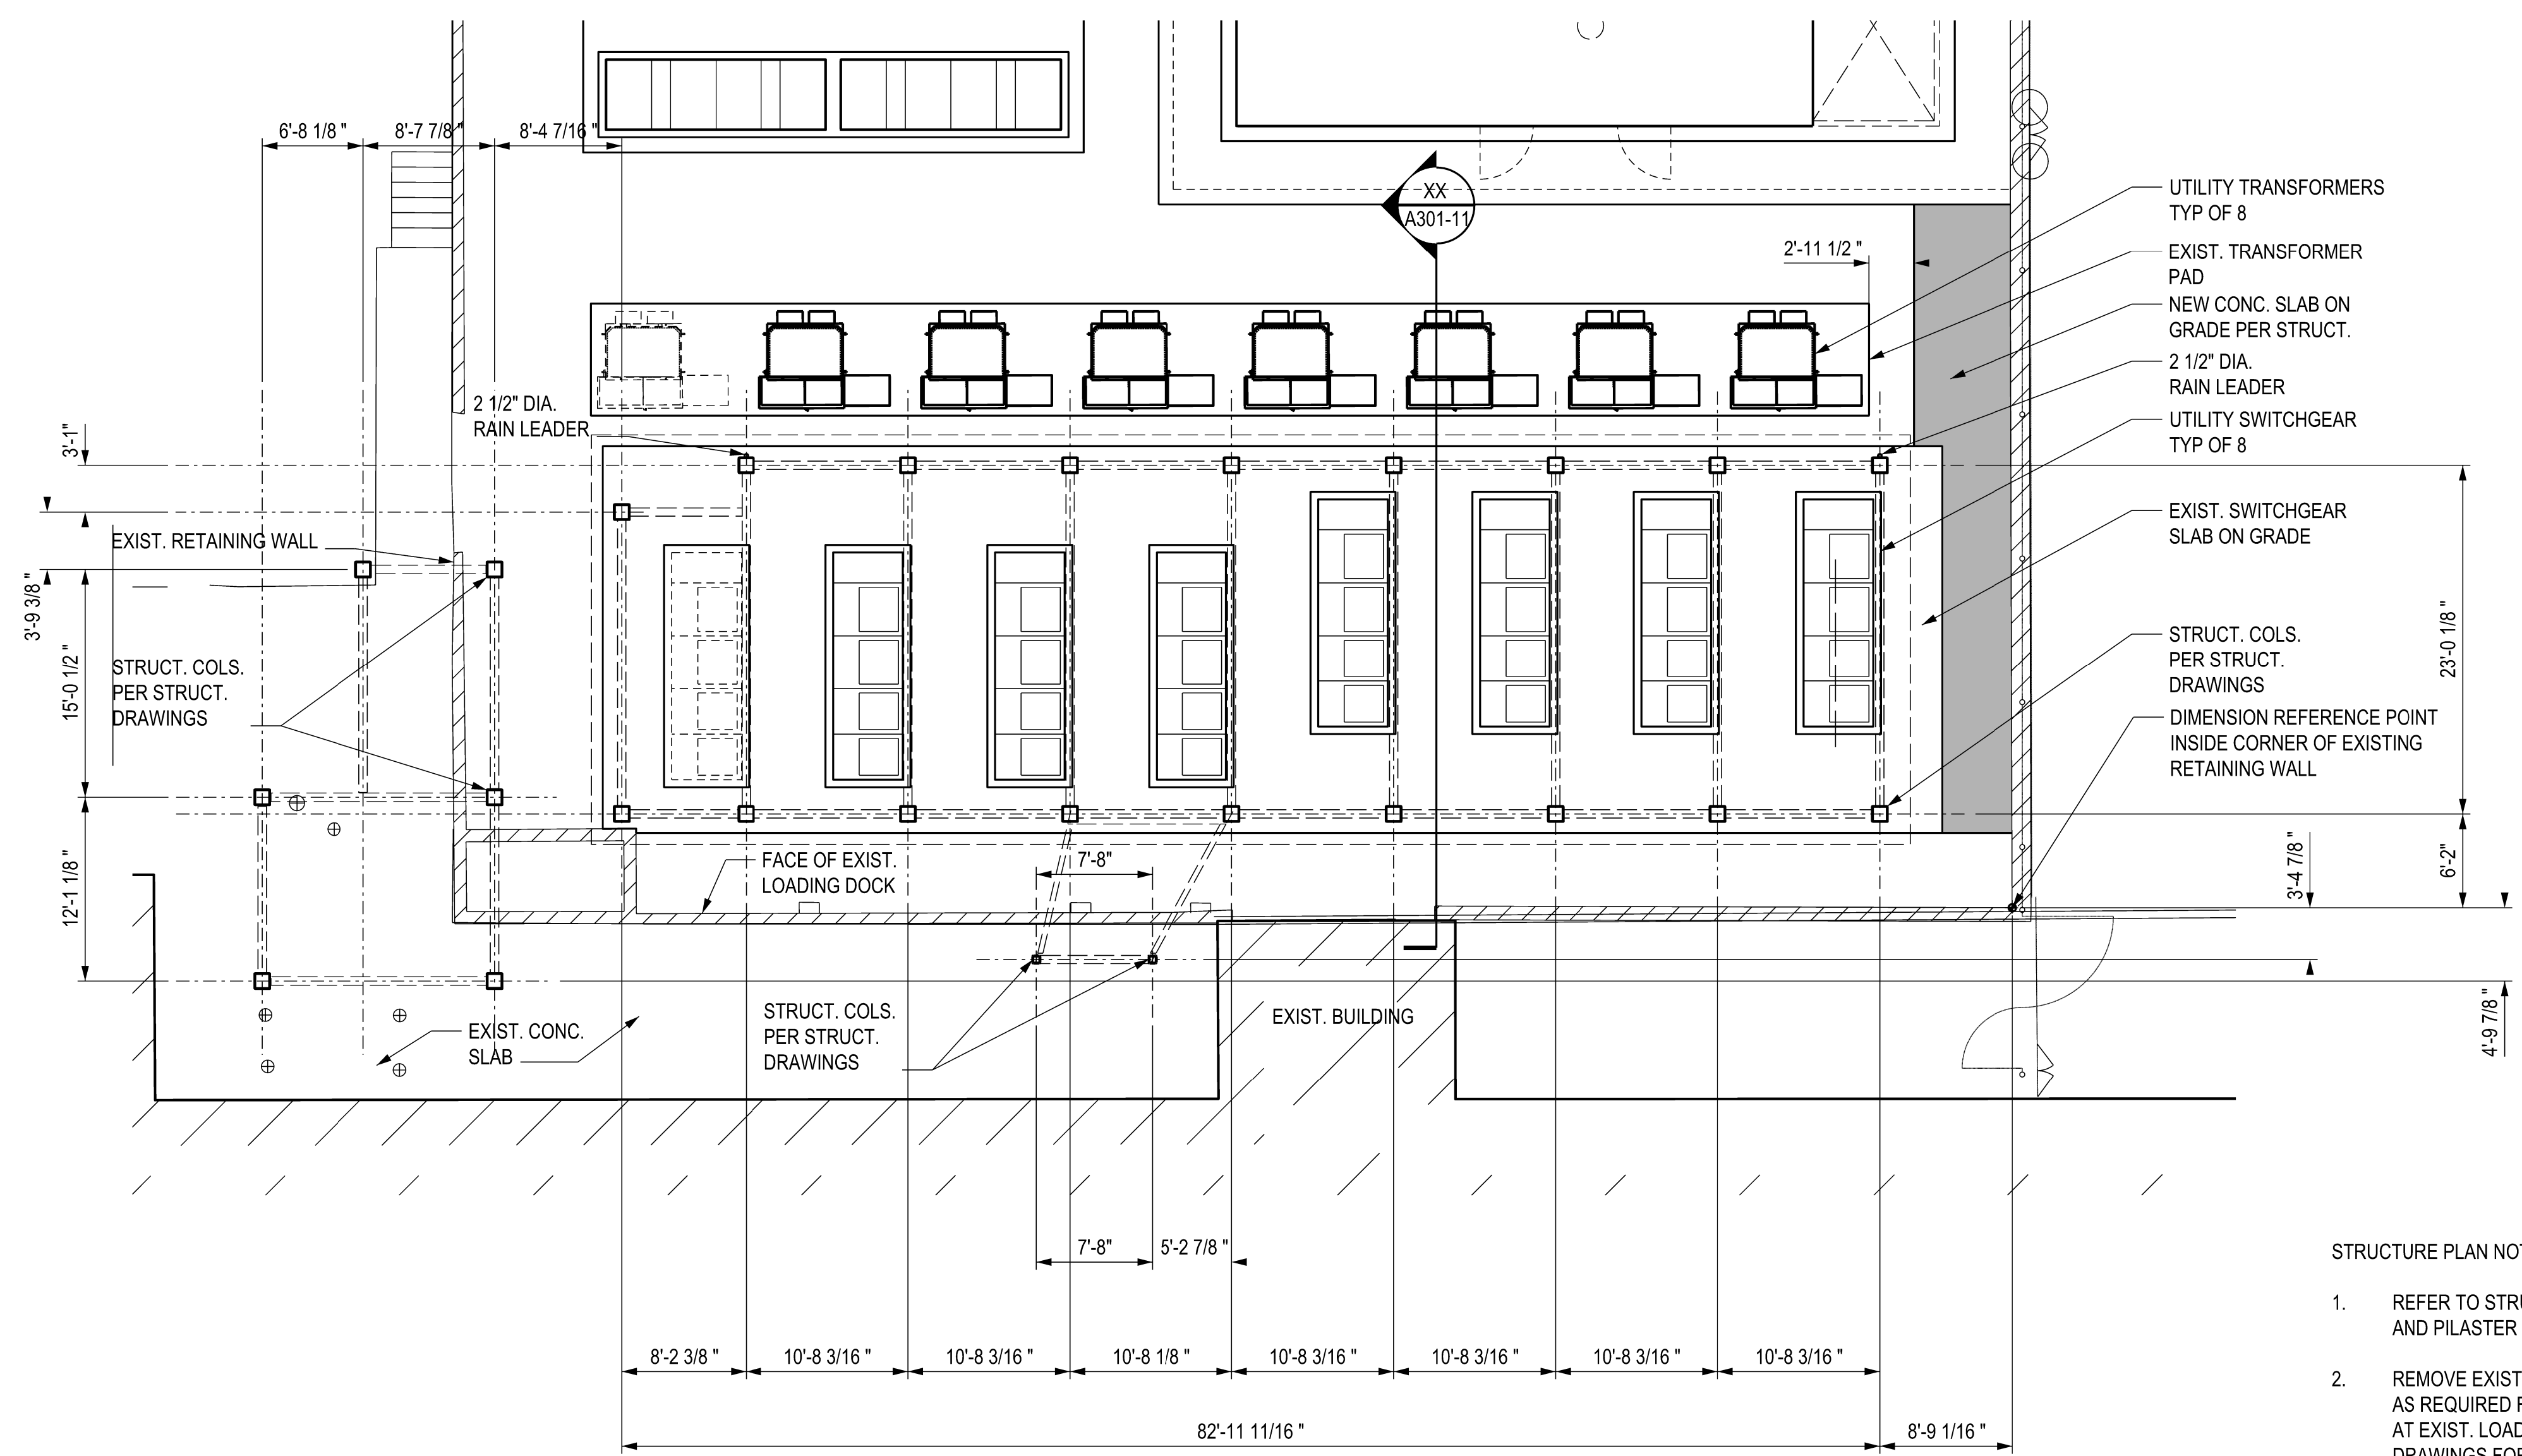 6'-8 1/8 "
8'-7 7/8 "
8'-4 7/16 "
XX
A301-11
2'-11 1/2 "
UTILITY TRANSFORMERS
TYP OF 8
EXIST. TRANSFORMER
PAD
NEW CONC. SLAB ON
GRADE PER STRUCT.
2 1/2" DIA.
RAIN LEADER
UTILITY SWITCHGEAR
TYP OF 8
EXIST. SWITCHGEAR
SLAB ON GRADE
STRUCT. COLS.
PER STRUCT.
DRAWINGS
DIMENSION REFERENCE POINT
INSIDE CORNER OF EXISTING
RETAINING WALL
2 1/2" DIA.
RAIN LEADER
3'-1"
3'-9 3/8 "
EXIST. RETAINING WALL
15'-0 1/2 "
STRUCT. COLS.
PER STRUCT.
DRAWINGS
12'-1 1/8 "
23'-0 1/8 "
6'-2"
3'-4 7/8 "
4'-9 7/8 "
FACE OF EXIST.
LOADING DOCK
7'-8"
EXIST. CONC.
SLAB
STRUCT. COLS.
PER STRUCT.
DRAWINGS
EXIST. BUILDING
7'-8"
5'-2 7/8 "
8'-2 3/8 "
10'-8 3/16 "
10'-8 3/16 "
10'-8 1/8 "
10'-8 3/16 "
10'-8 3/16 "
10'-8 3/16 "
10'-8 3/16 "
82'-11 11/16 "
8'-9 1/16 "
STRUCTURE PLAN
1. REFER TO
AND PILASTER
2. REMOVE EXIST
AS REQUIRED
AT EXIST.